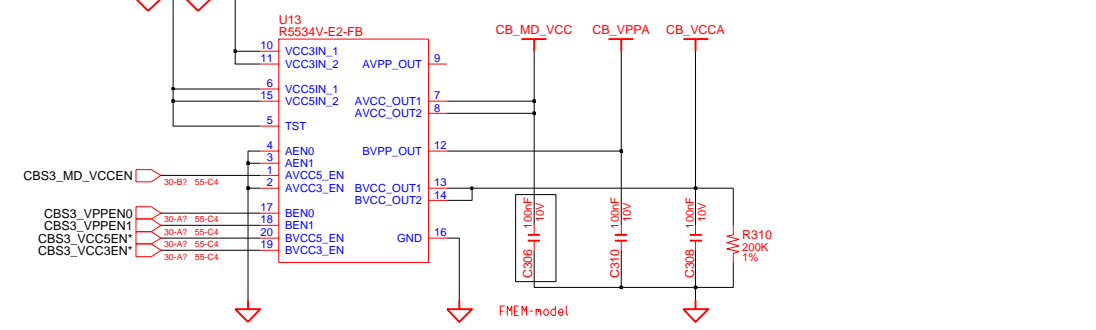 U13
R5534V-E2-FB
CB_MD_VCC CB_VPPA CB_VCCA
10 VCC3IN_1
11 VCC3IN_2 AVPP_OUT 9
6 VCC5IN_1
15 VCC5IN_2 AVCC_OUT1 7
AVCC_OUT2 8
5 TST
4 AEN0 BVPP_OUT 12
3 AEN1
CBS3_MD_VCCEN 30-B? 55-C4 1 AVCC5_EN
2 AVCC3_EN BVCC_OUT1 13
BVCC_OUT2 14
CBS3_VPPEN0 30-A? 55-C4 17 BEN0
CBS3_VPPEN1 30-A? 55-C4 18 BEN1
CBS3_VCC5EN* 30-A? 55-C4 20 BVCC5_EN GND 16
CBS3_VCC3EN* 30-A? 55-C4 19 BVCC3_EN
C306 100nF 10V
C310 100nF 10V
C308 100nF 10V
R310
200K
1%
FMEM-model